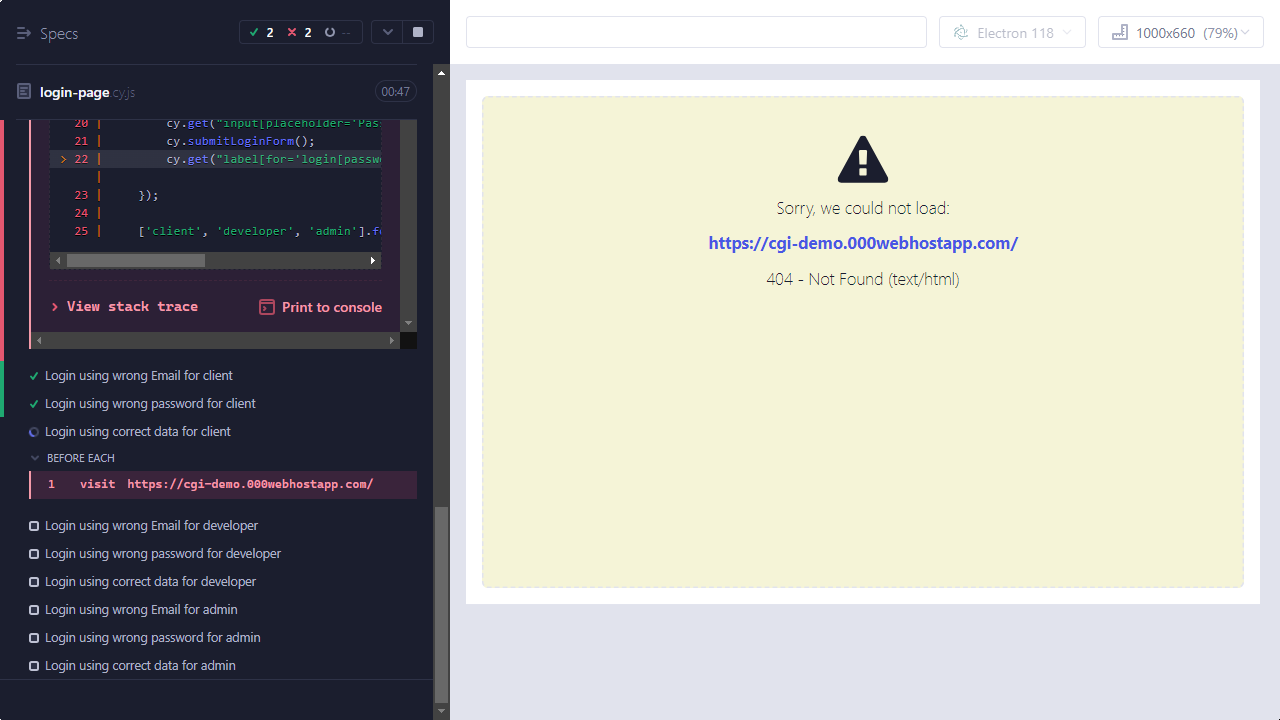 Specs
2
2
--
Electron 118
1000x660 (79%)
login-page.cy.js
00:47
20 | cy.get("input[placeholder='Pas
21 | cy.submitLoginForm();
> 22 | cy.get("label[for='login[passw
|
23 | });
24 |
25 | ['client', 'developer', 'admin'].fo
View stack trace
Print to console
Login using wrong Email for client
Login using wrong password for client
Login using correct data for client
BEFORE EACH
1 visit https://cgi-demo.000webhostapp.com/
Login using wrong Email for developer
Login using wrong password for developer
Login using correct data for developer
Login using wrong Email for admin
Login using wrong password for admin
Login using correct data for admin
Sorry, we could not load:
https://cgi-demo.000webhostapp.com/
404 - Not Found (text/html)